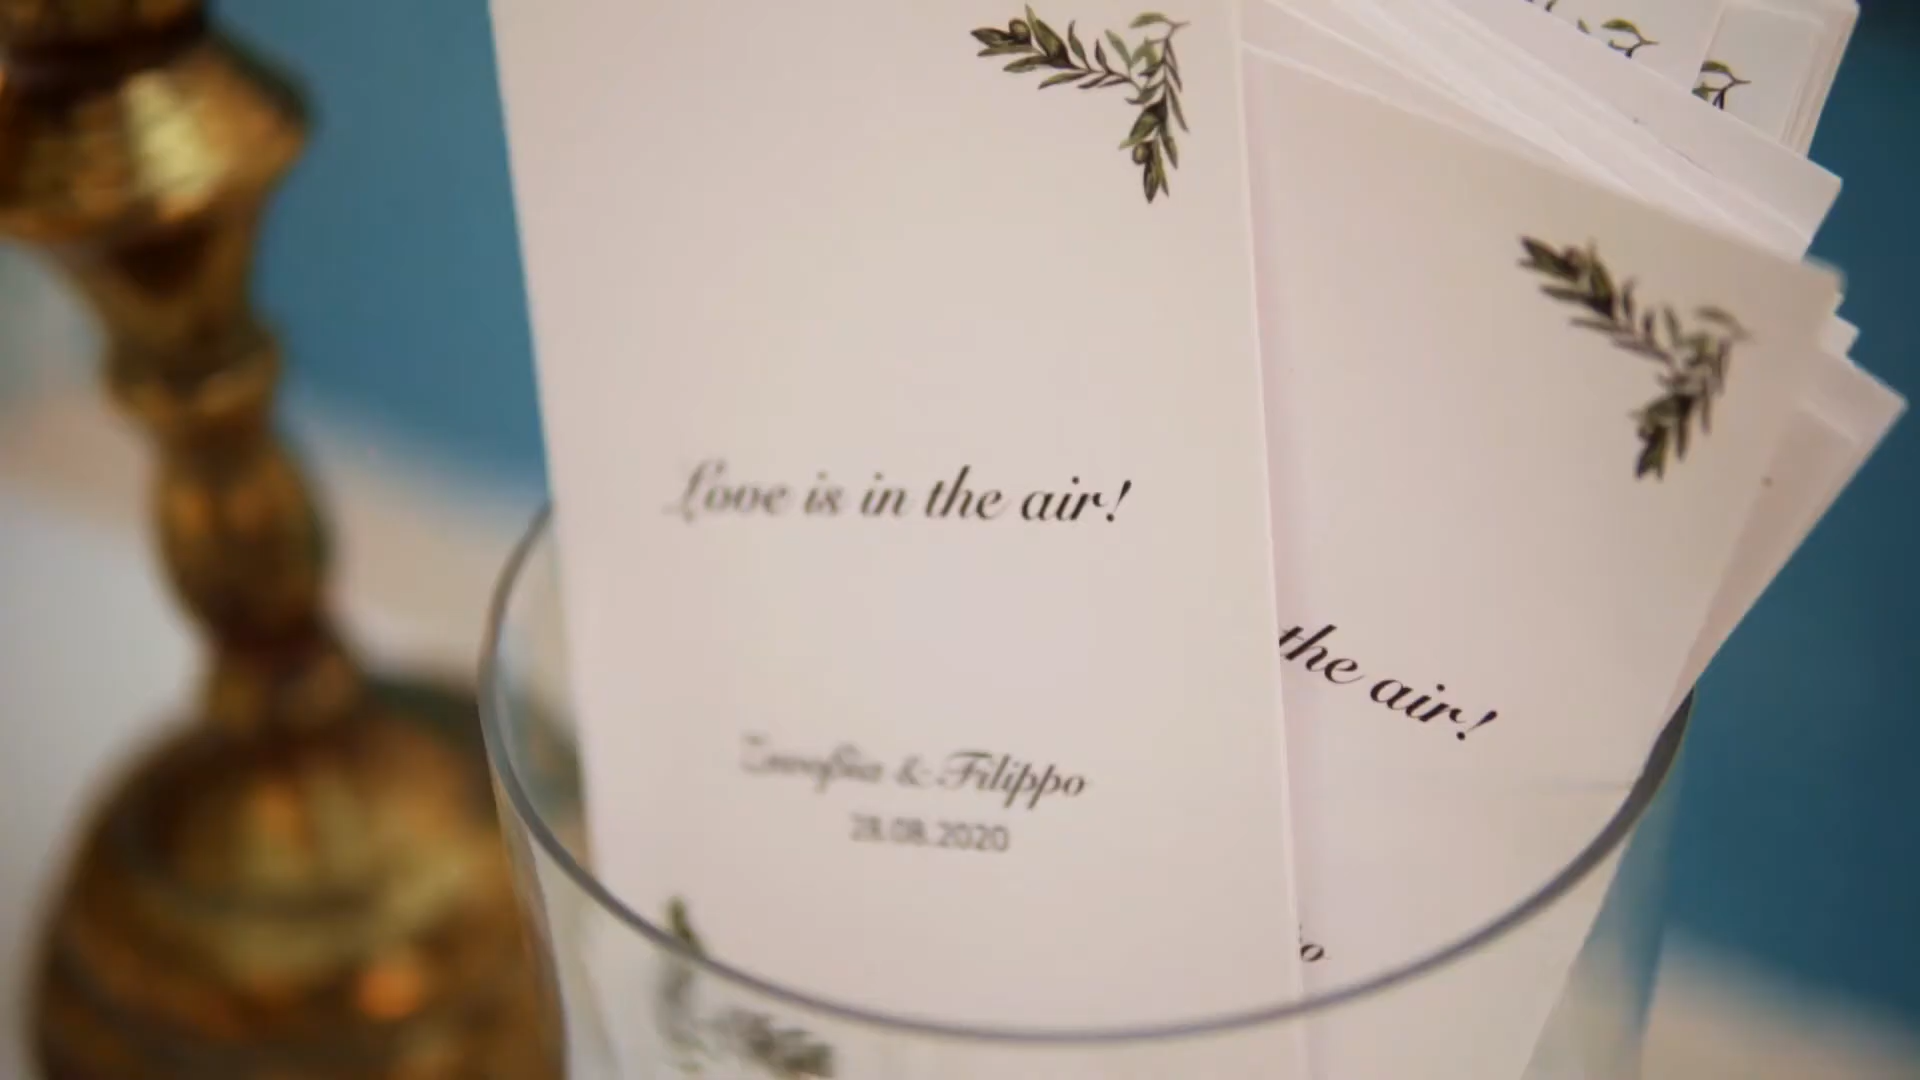 Love is in the air!
& Filippo
28.08.2020
the air!
o